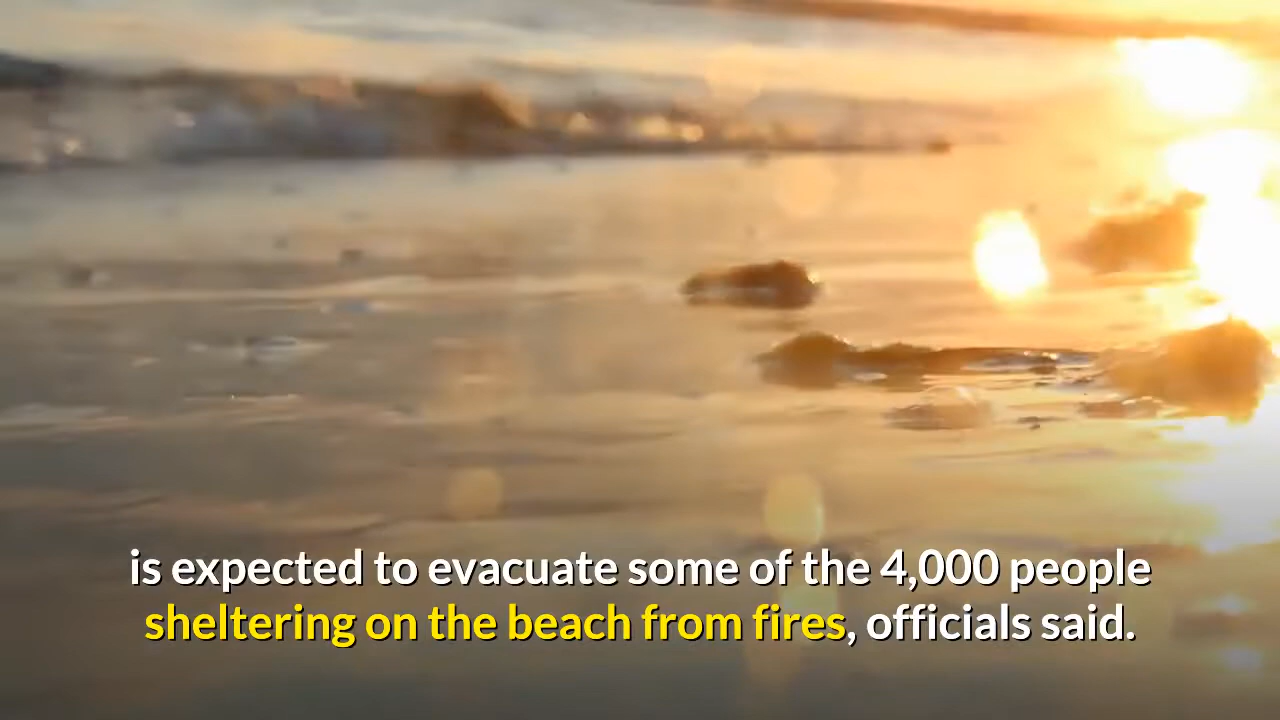 is expected to evacuate some of the 4,000 people
sheltering on the beach from fires, officials said.